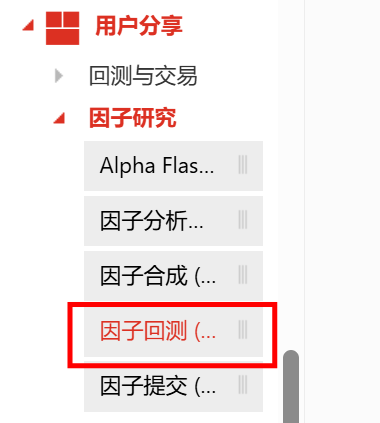 用户分享
回测与交易
因子研究
Alpha Flas...
因子分析...
因子合成 (...
因子回测 (...
因子提交 (...